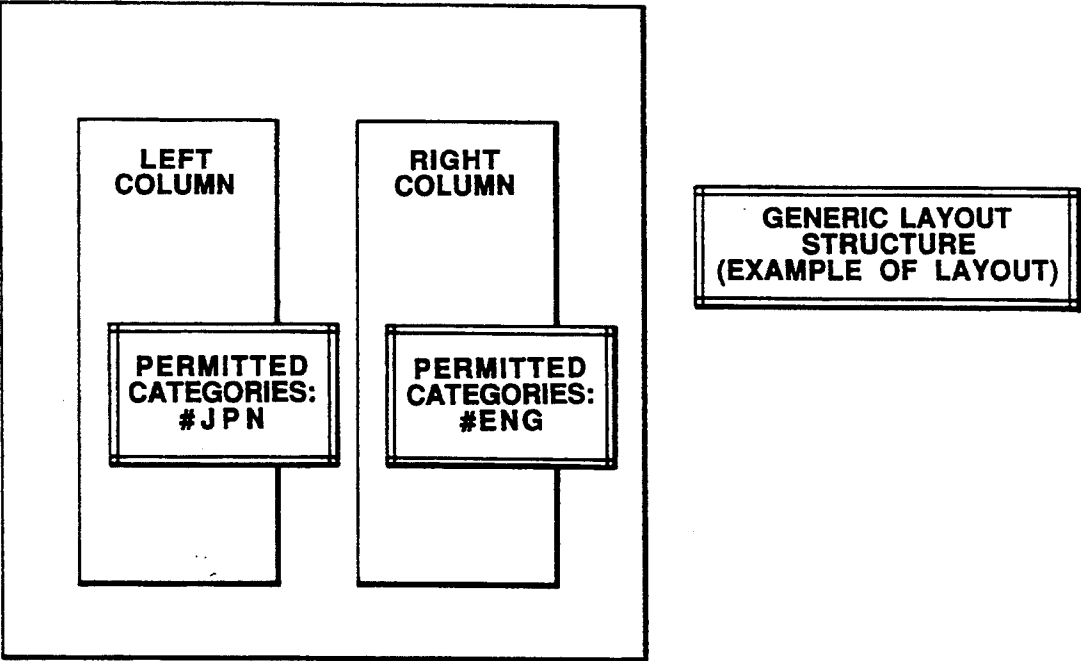 LEFT
COLUMN
PERMITTED
CATEGORIES:
#JPN
RIGHT
COLUMN
PERMITTED
CATEGORIES:
#ENG
GENERIC LAYOUT
STRUCTURE
(EXAMPLE OF LAYOUT)